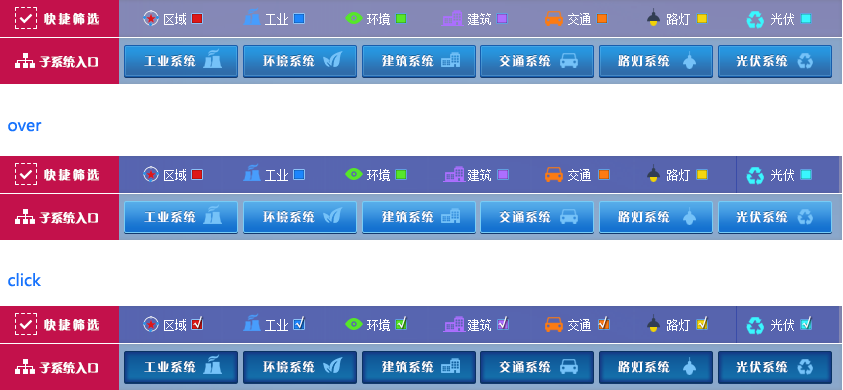 快捷筛选 区域 工业 环境 建筑 交通 路灯 光伏
子系统入口 工业系统 环境系统 建筑系统 交通系统 路灯系统 光伏系统
over
快捷筛选 区域 工业 环境 建筑 交通 路灯 光伏
子系统入口 工业系统 环境系统 建筑系统 交通系统 路灯系统 光伏系统
click
快捷筛选 区域 工业 环境 建筑 交通 路灯 光伏
子系统入口 工业系统 环境系统 建筑系统 交通系统 路灯系统 光伏系统